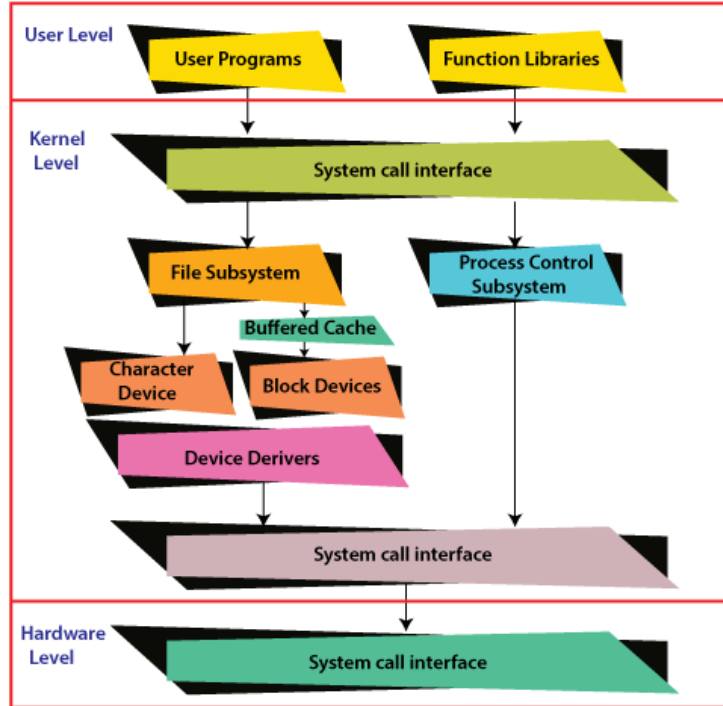 User Level
User Programs
Function Libraries
Kernel
Level
System call interface
File Subsystem
Process Control
Subsystem
Buffered Cache
Character
Device
Block Devices
Device Derivers
System call interface
Hardware
Level
System call interface